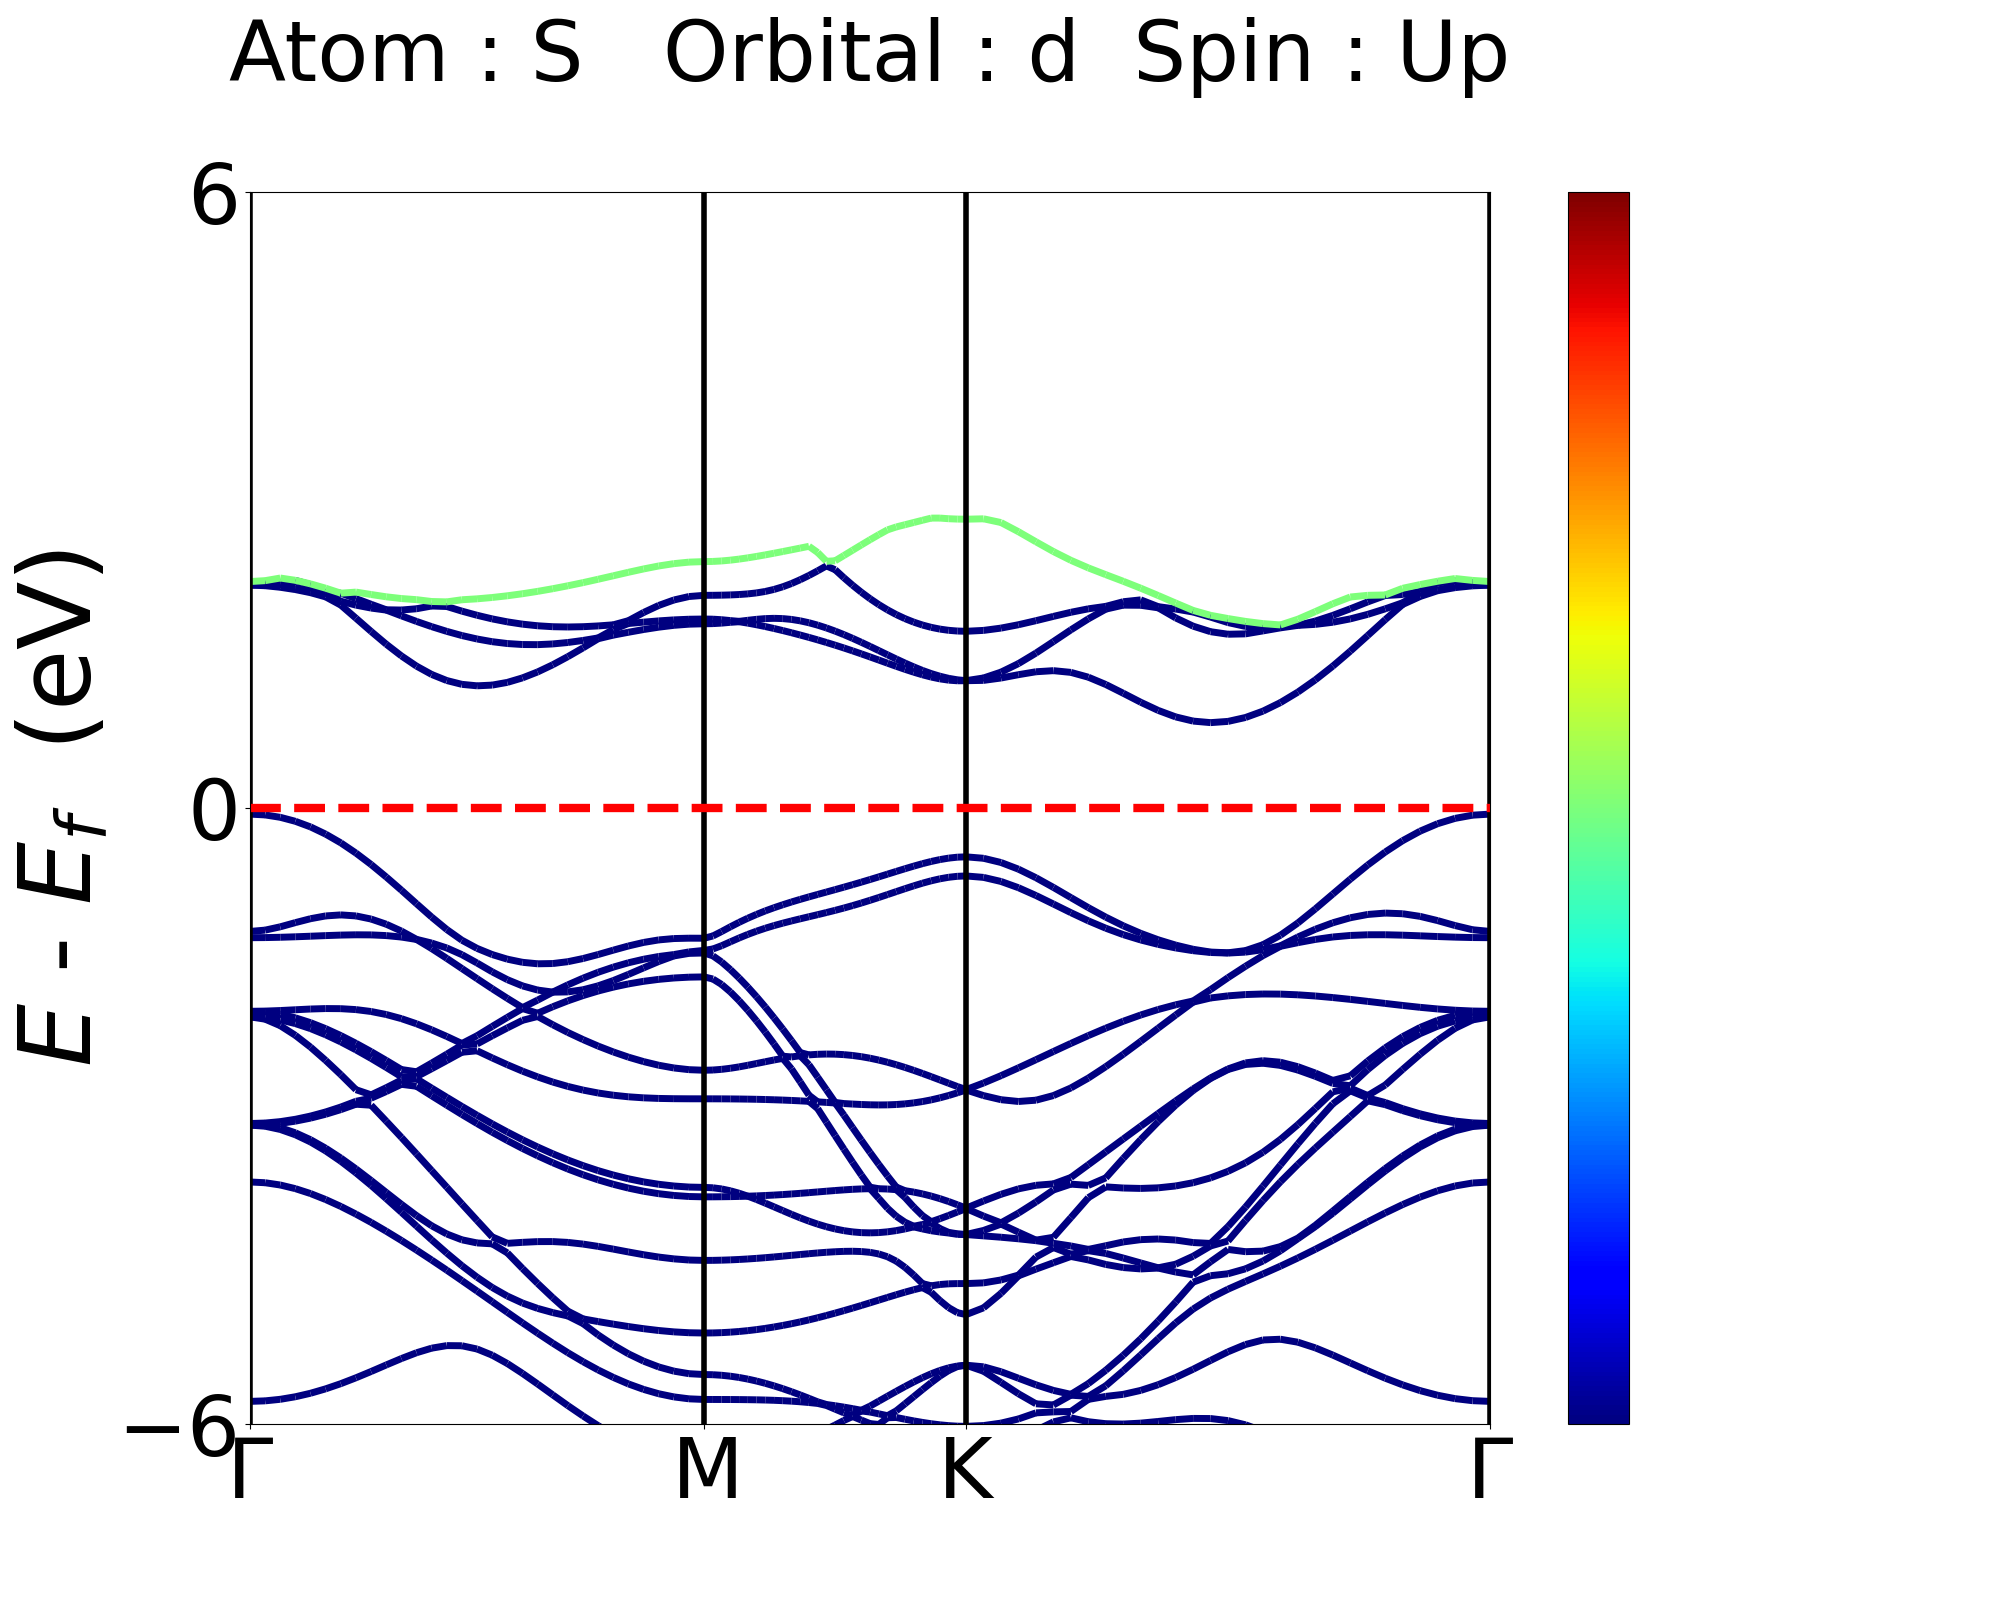 Atom : S Orbital : d Spin : Up
6
0
−6
E - E_f (eV)
Γ M K Γ